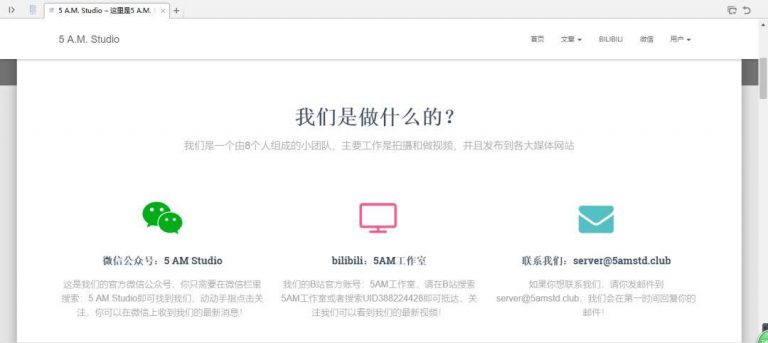 5 A.M. Studio – 这里是5 A.M.
5 A.M. Studio
首页 文章 BILIBILI 微信 用户
我们是做什么的？
我们是一个由8个人组成的小团队，主要工作是拍摄和做视频，并且发布到各大媒体网站
微信公众号：5 AM Studio
这是我们的官方微信公众号，你只需要在微信栏里
搜索：5 AM Studio即可找到我们，动动手指点击关
注，你可以在微信上收到我们的最新消息！
bilibili：5AM工作室
我们的B站官方账号：5AM工作室，请在B站搜索
5AM工作室或者搜索UID388224428即可抵达，关
注我们可以看到我们的最新视频！
联系我们：server@5amstd.club
如果你想联系我们，请你发邮件到
server@5amstd.club，我们会在第一时间回复你的
邮件！